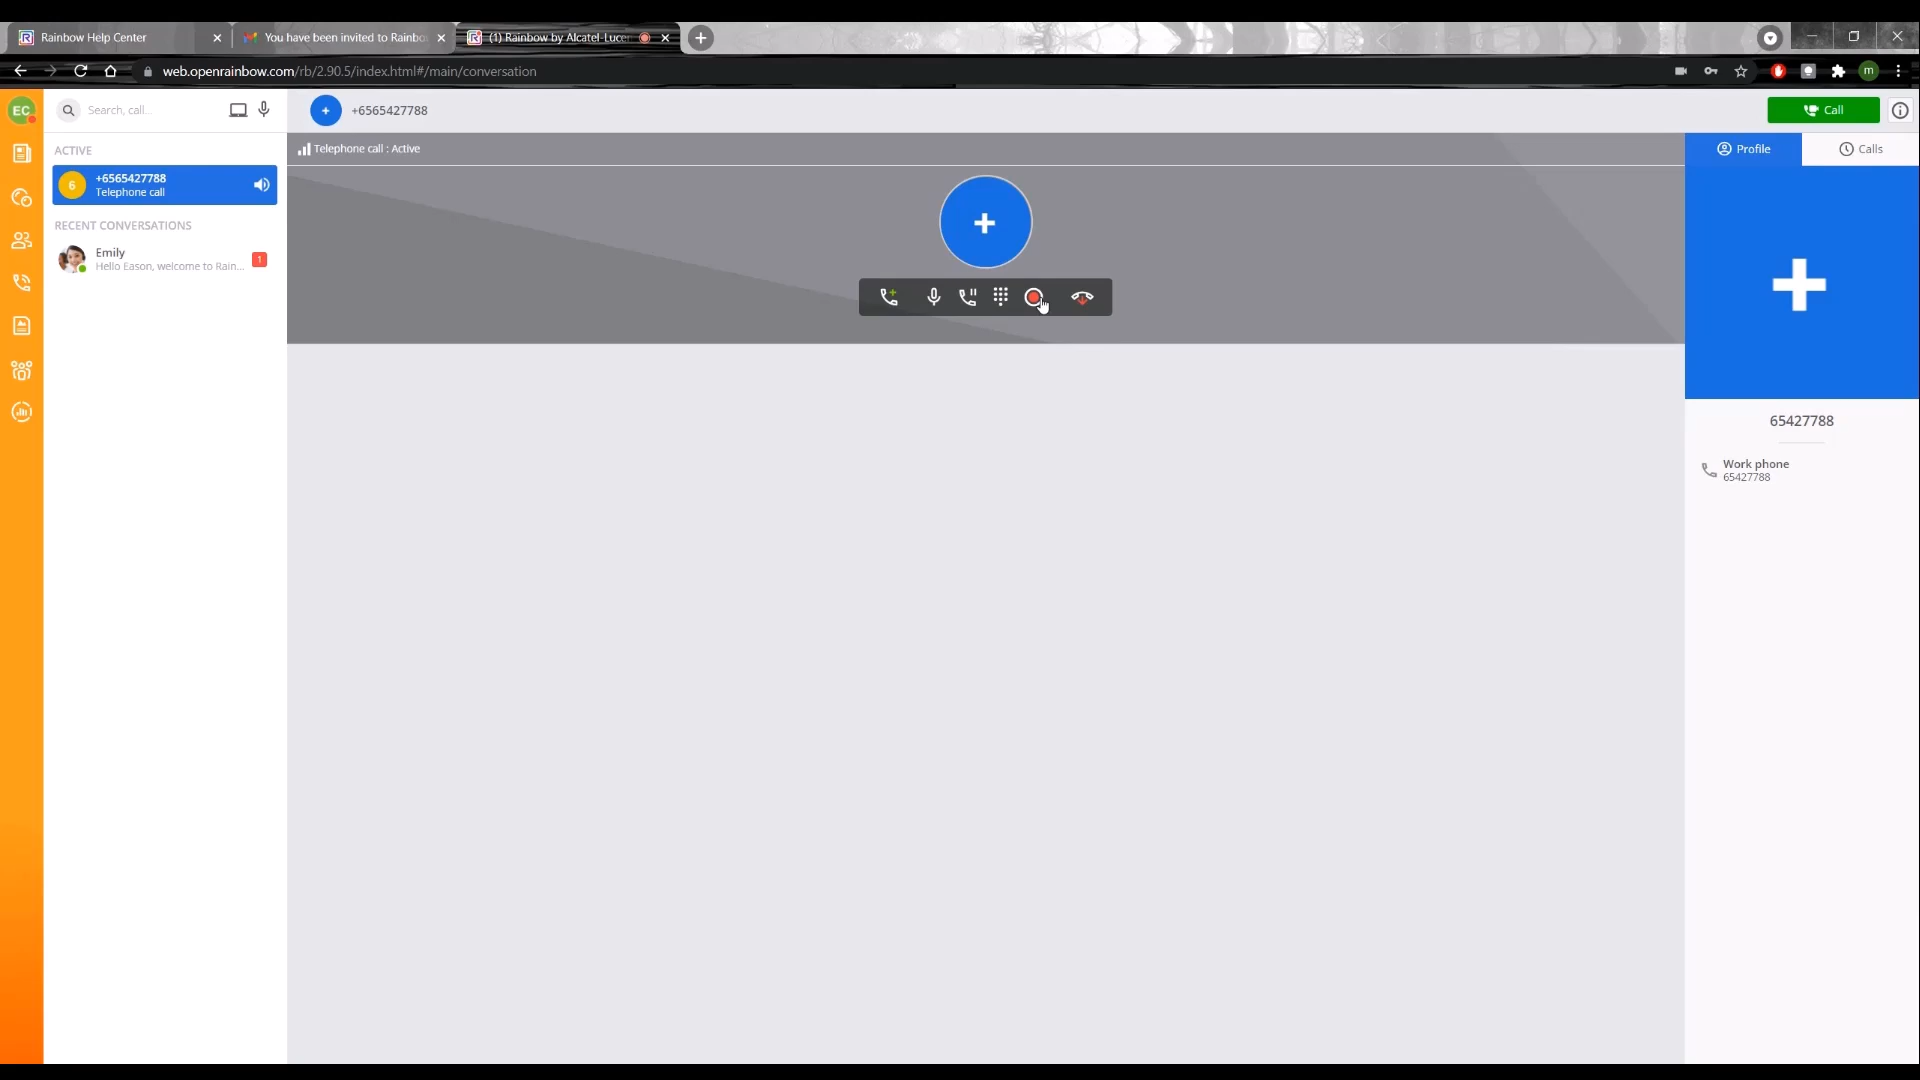 Rainbow Help Center
You have been invited to Rainbo
(1) Rainbow by Alcatel-Luce
web.openrainbow.com/rb/2.90.5/index.html#/main/conversation
m
EC
Search, call...
+6565427788
Call
ACTIVE
Telephone call : Active
Profile
Calls
6
+6565427788
Telephone call
RECENT CONVERSATIONS
Emily
Hello Eason, welcome to Rain...
1
65427788
Work phone
65427788